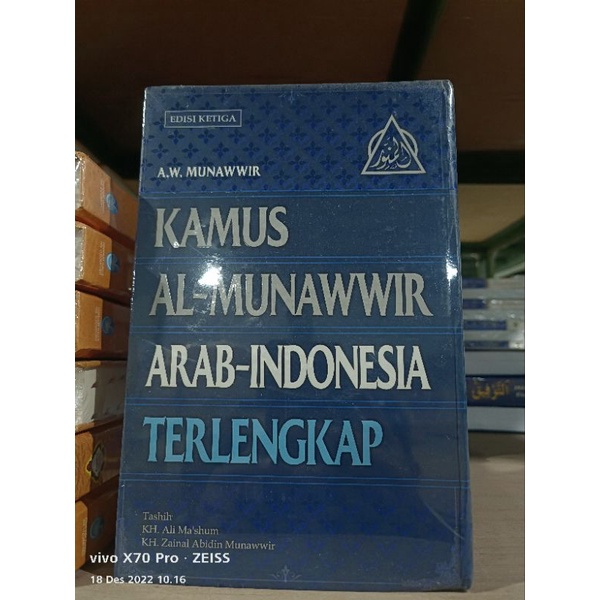 EDISI KETIGA
المنور
A.W. MUNAWWIR
KAMUS
AL-MUNAWWIR
ARAB-INDONESIA
TERLENGKAP
Tashih
KH. Ali Ma'shum
KH. Zainal Abidin Munawwir
vivo X70 Pro · ZEISS
18 Des 2022 10.16